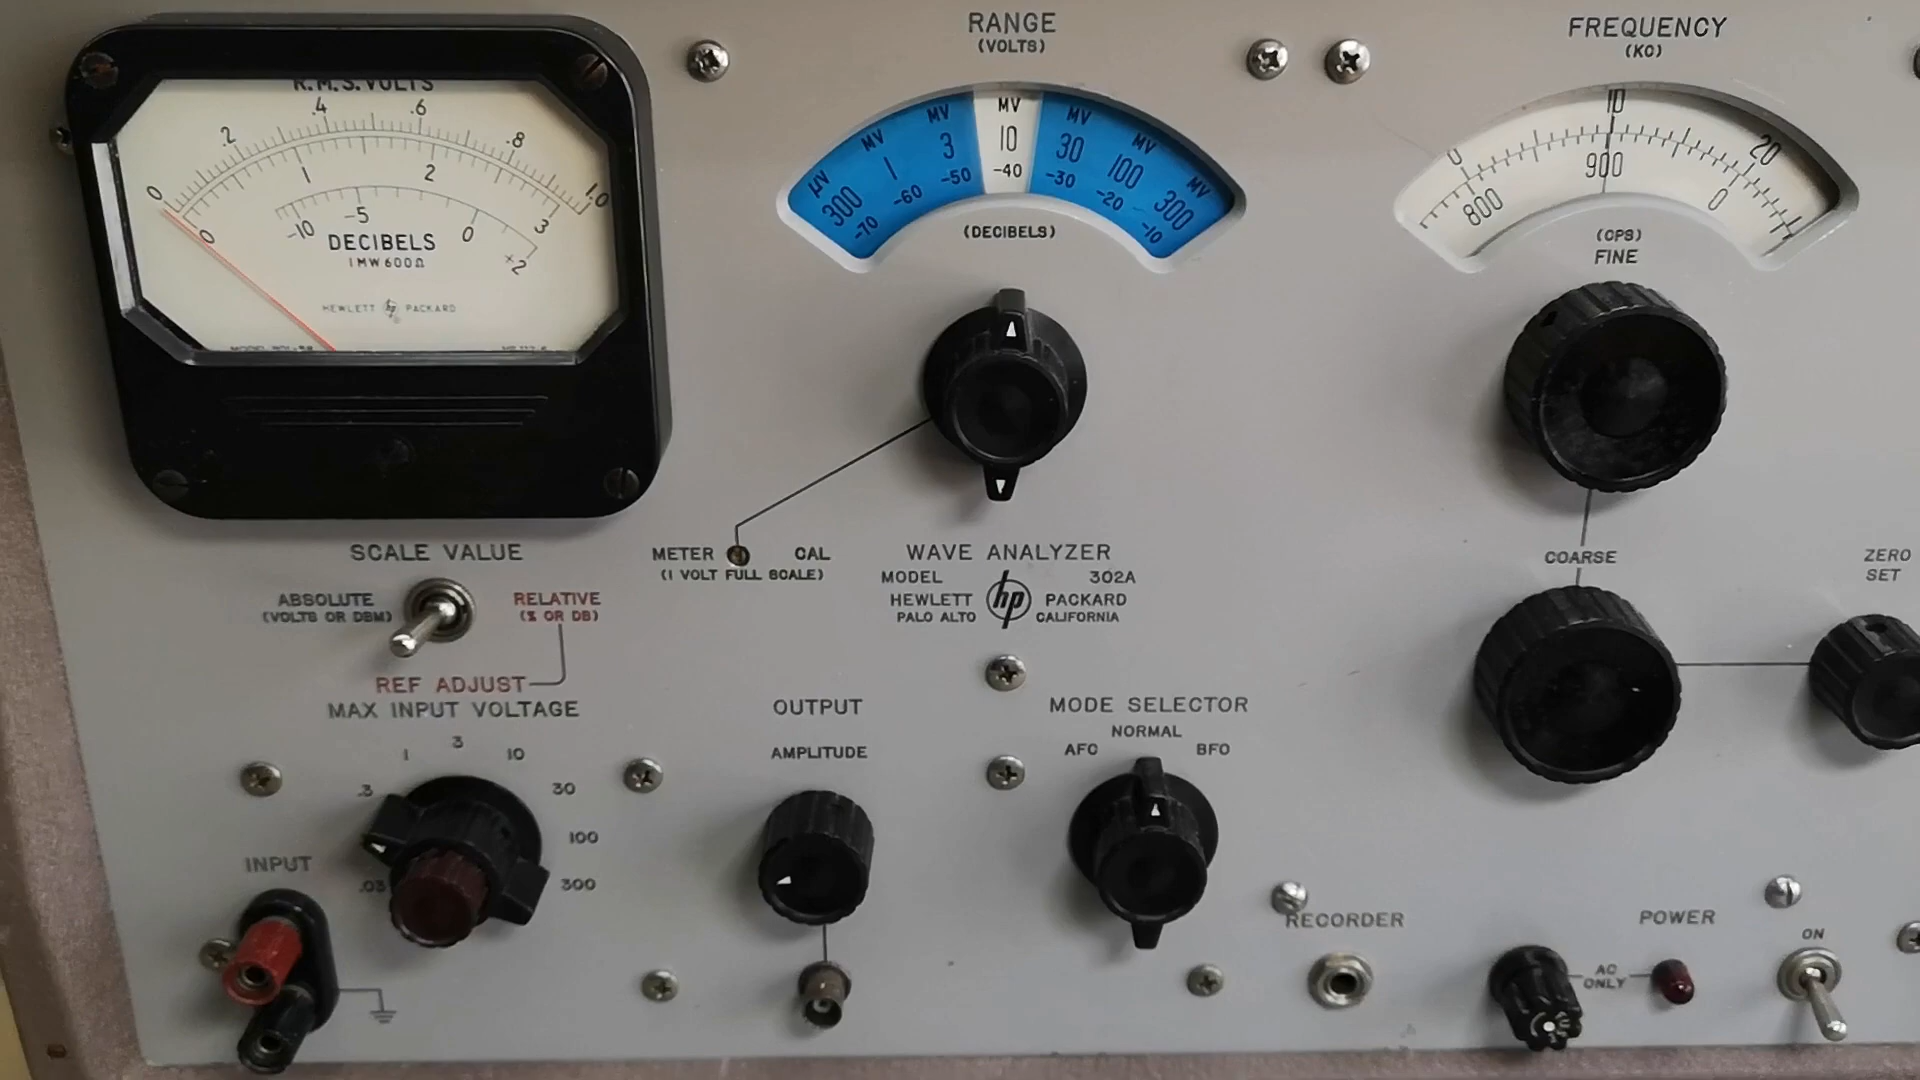 R.M.S. VOLTS
0 .2 .4 .6 .8 1.0
0 1 2 3
-10 -5 0 +2
DECIBELS
1MW 600Ω
HEWLETT hp PACKARD
RANGE
(VOLTS)
μV MV MV MV MV MV MV
300 1 3 10 30 100 300
-70 -60 -50 -40 -30 -20 -10
(DECIBELS)
FREQUENCY
(KC)
0 10 20
800 900 0
(CPS)
FINE
COARSE
ZERO
SET
METER CAL
(1 VOLT FULL SCALE)
WAVE ANALYZER
MODEL 302A
HEWLETT hp PACKARD
PALO ALTO CALIFORNIA
SCALE VALUE
ABSOLUTE
(VOLTS OR DBM)
RELATIVE
(% OR DB)
REF ADJUST
MAX INPUT VOLTAGE
.03 .3 1 3 10 30 100 300
INPUT
OUTPUT
AMPLITUDE
MODE SELECTOR
NORMAL
AFC BFO
RECORDER
POWER
ON
AC
ONLY